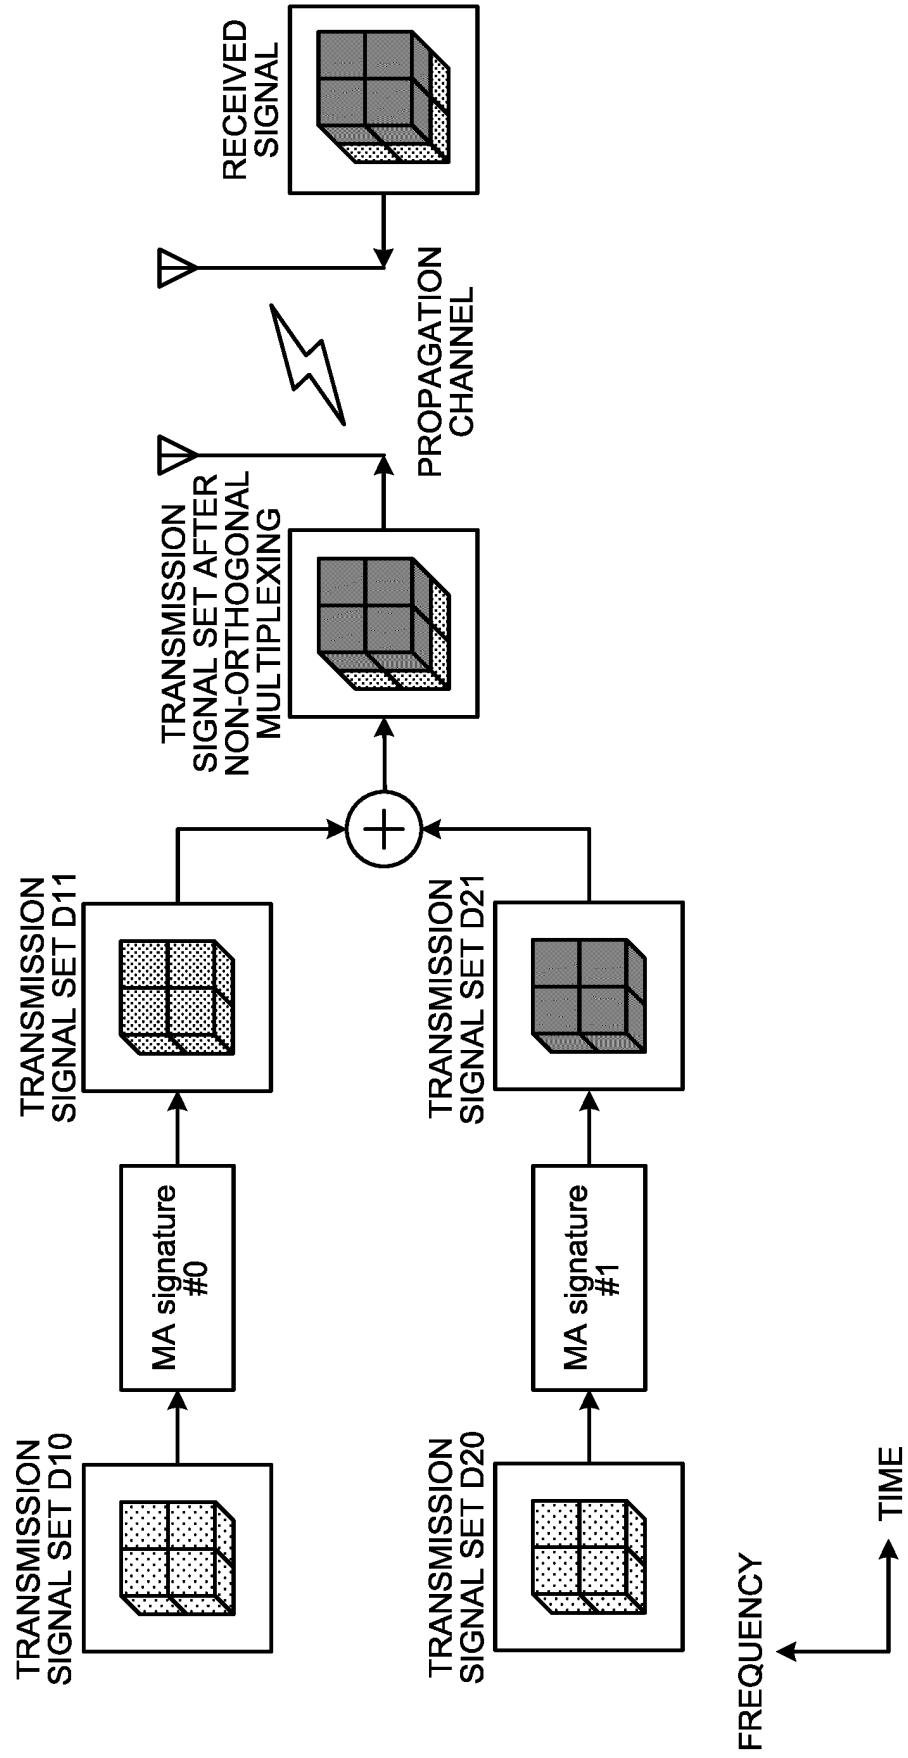 TRANSMISSION
SIGNAL SET D10
MA signature
#0
TRANSMISSION
SIGNAL SET D11
TRANSMISSION
SIGNAL SET D20
MA signature
#1
TRANSMISSION
SIGNAL SET D21
TRANSMISSION
SIGNAL SET AFTER
NON-ORTHOGONAL
MULTIPLEXING
PROPAGATION
CHANNEL
RECEIVED
SIGNAL
FREQUENCY
TIME